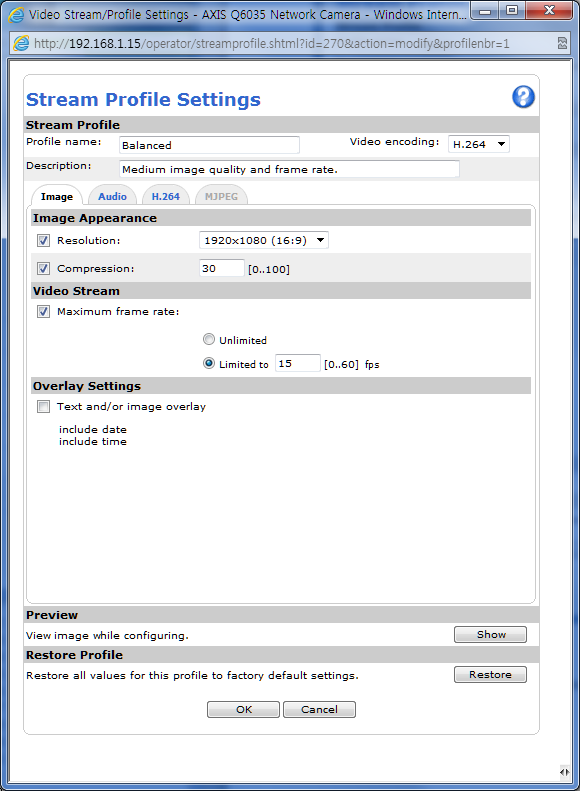 Video Stream/Profile Settings - AXIS Q6035 Network Camera - Windows Intern...
http://192.168.1.15/operator/streamprofile.shtml?id=270&action=modify&profilenbr=1
Stream Profile Settings
?
Stream Profile
Profile name: Balanced Video encoding: H.264
Description: Medium image quality and frame rate.
Image Audio H.264 MJPEG
Image Appearance
Resolution: 1920x1080 (16:9)
Compression: 30 [0..100]
Video Stream
Maximum frame rate:
Unlimited
Limited to 15 [0..60] fps
Overlay Settings
Text and/or image overlay
include date
include time
Preview
View image while configuring. Show
Restore Profile
Restore all values for this profile to factory default settings. Restore
OK Cancel